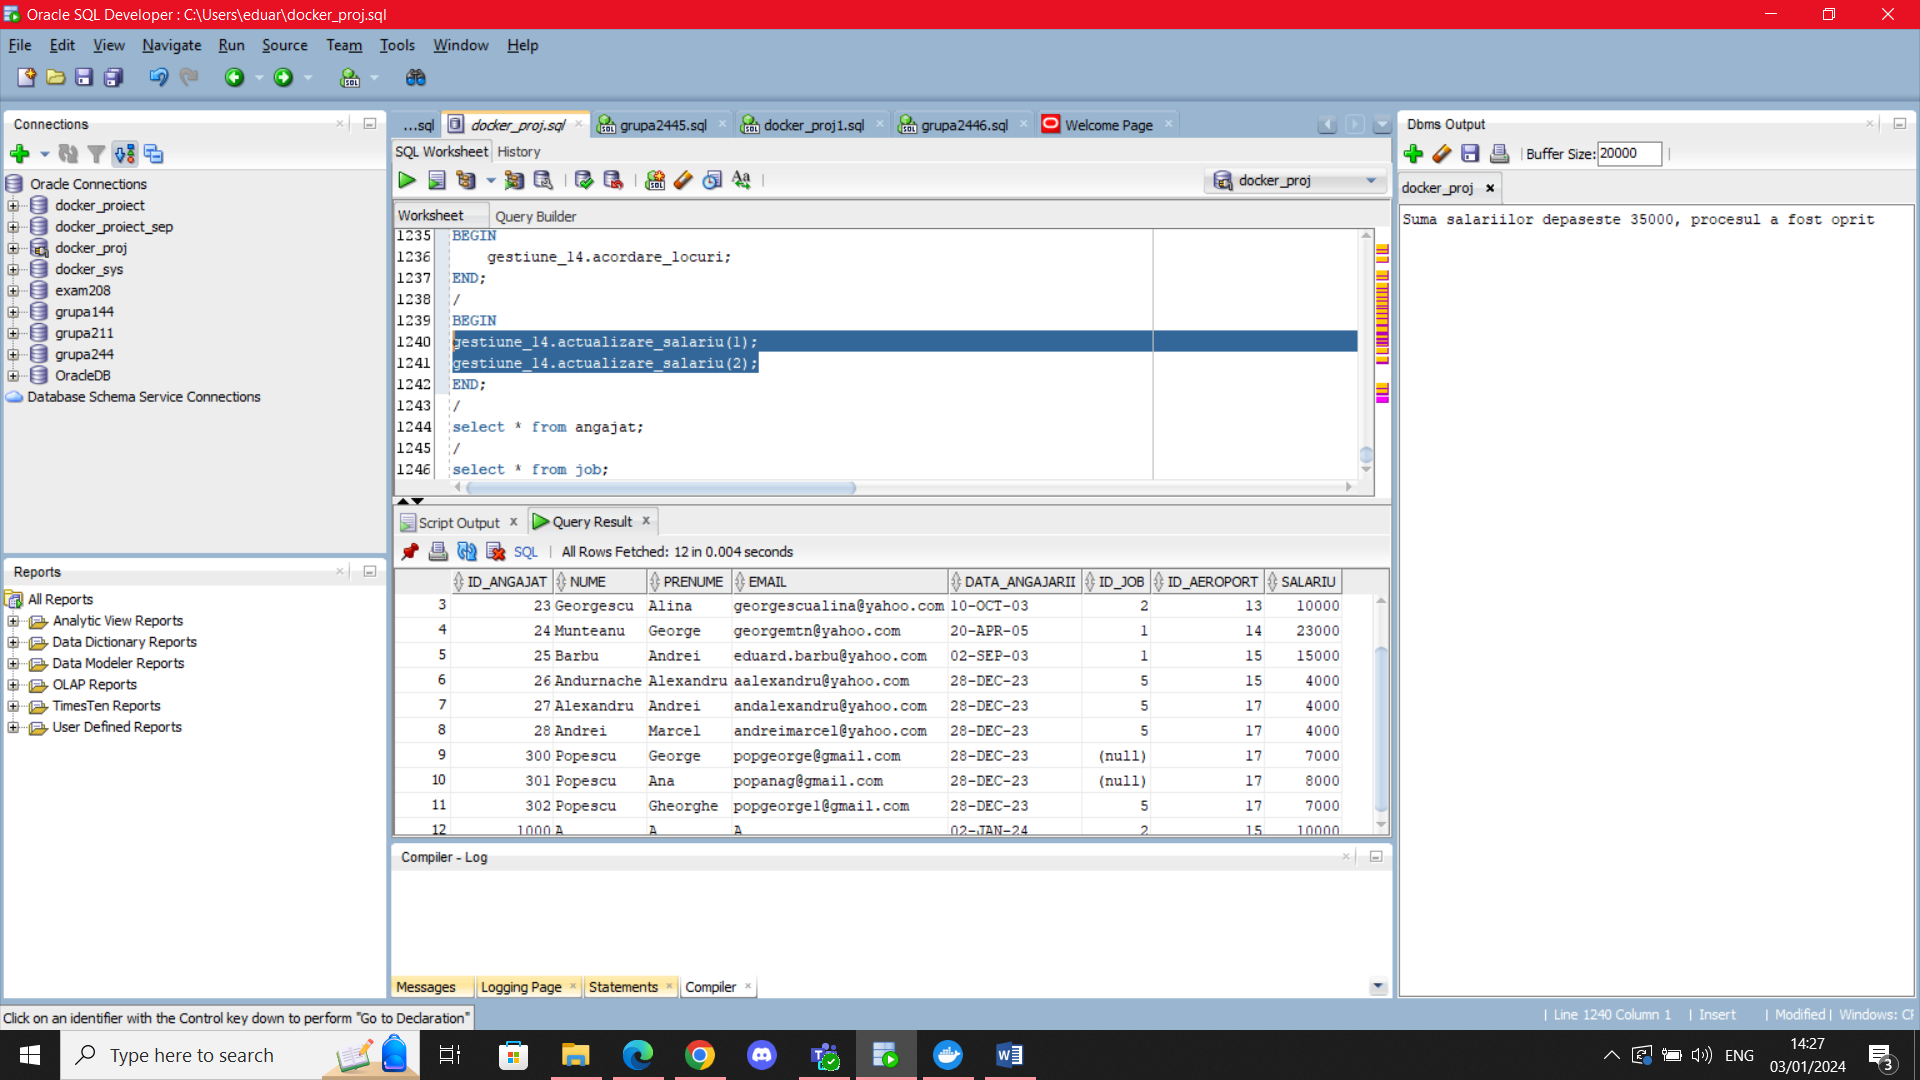 Oracle SQL Developer : C:\Users\eduar\docker_proj.sql
File Edit View Navigate Run Source Team Tools Window Help
Connections
Oracle Connections
docker_proiect
docker_proiect_sep
docker_proj
docker_sys
exam208
grupa144
grupa211
grupa244
OracleDB
Database Schema Service Connections
Reports
All Reports
Analytic View Reports
Data Dictionary Reports
Data Modeler Reports
OLAP Reports
TimesTen Reports
User Defined Reports
...sql docker_proj.sql grupa2445.sql docker_proj1.sql grupa2446.sql Welcome Page
SQL Worksheet History
docker_proj
Worksheet Query Builder
1235 BEGIN
1236 gestiune_14.acordare_locuri;
1237 END;
1238 /
1239 BEGIN
1240 gestiune_14.actualizare_salariu(1);
1241 gestiune_14.actualizare_salariu(2);
1242 END;
1243 /
1244 select * from angajat;
1245 /
1246 select * from job;
Script Output Query Result
SQL All Rows Fetched: 12 in 0.004 seconds
ID_ANGAJAT NUME PRENUME EMAIL DATA_ANGAJARII ID_JOB ID_AEROPORT SALARIU
3 23 Georgescu Alina georgescualina@yahoo.com 10-OCT-03 2 13 10000
4 24 Munteanu George georgemtn@yahoo.com 20-APR-05 1 14 23000
5 25 Barbu Andrei eduard.barbu@yahoo.com 02-SEP-03 1 15 15000
6 26 Andurnache Alexandru aalexandru@yahoo.com 28-DEC-23 5 15 4000
7 27 Alexandru Andrei andalexandru@yahoo.com 28-DEC-23 5 17 4000
8 28 Andrei Marcel andreimarcel@yahoo.com 28-DEC-23 5 17 4000
9 300 Popescu George popgeorge@gmail.com 28-DEC-23 (null) 17 7000
10 301 Popescu Ana popanag@gmail.com 28-DEC-23 (null) 17 8000
11 302 Popescu Gheorghe popgeorge1@gmail.com 28-DEC-23 5 17 7000
12 1000 A A A 02-JAN-24 2 15 10000
Compiler - Log
Messages Logging Page Statements Compiler
Dbms Output
Buffer Size: 20000
docker_proj
Suma salariilor depaseste 35000, procesul a fost oprit
Click on an identifier with the Control key down to perform "Go to Declaration"
Line 1240 Column 1 Insert Modified Windows: CF
Type here to search
ENG
14:27
03/01/2024
3